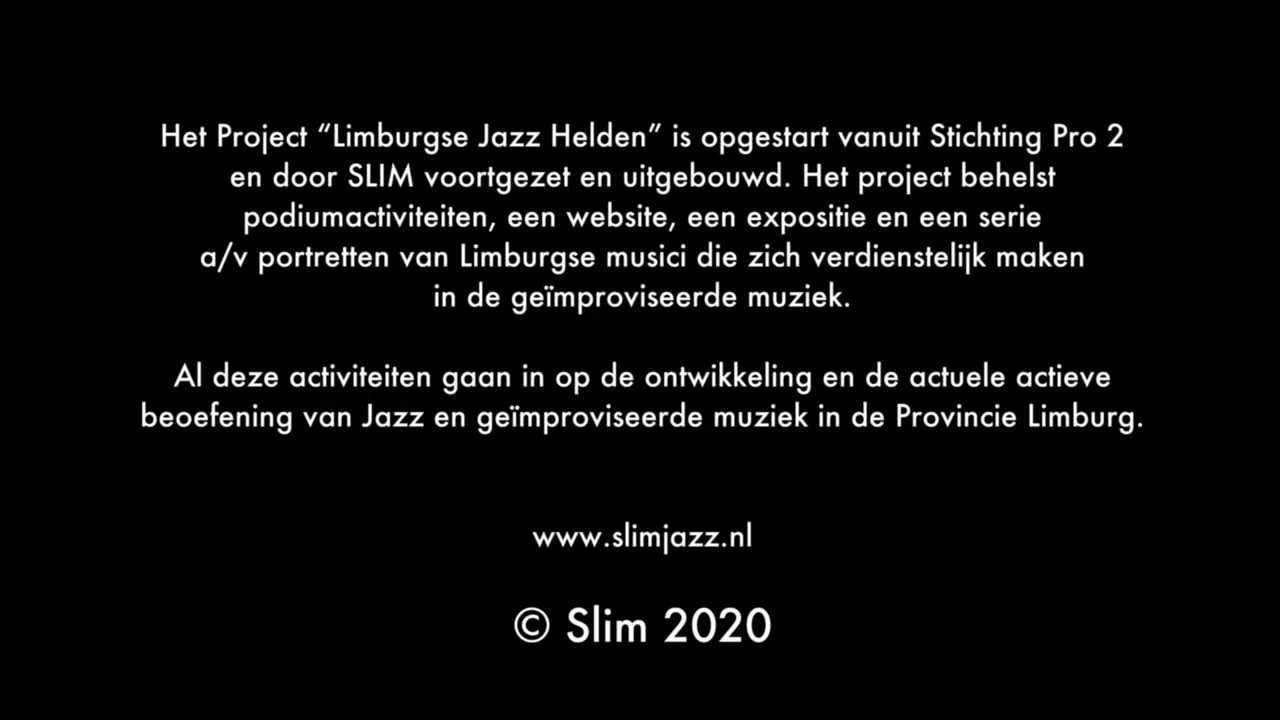 Het Project “Limburgse Jazz Helden” is opgestart vanuit Stichting Pro 2
en door SLIM voortgezet en uitgebouwd. Het project behelst
podiumactiviteiten, een website, een expositie en een serie
a/v portretten van Limburgse musici die zich verdienstelijk maken
in de geïmproviseerde muziek.
Al deze activiteiten gaan in op de ontwikkeling en de actuele actieve
beoefening van Jazz en geïmproviseerde muziek in de Provincie Limburg.
www.slimjazz.nl
© Slim 2020